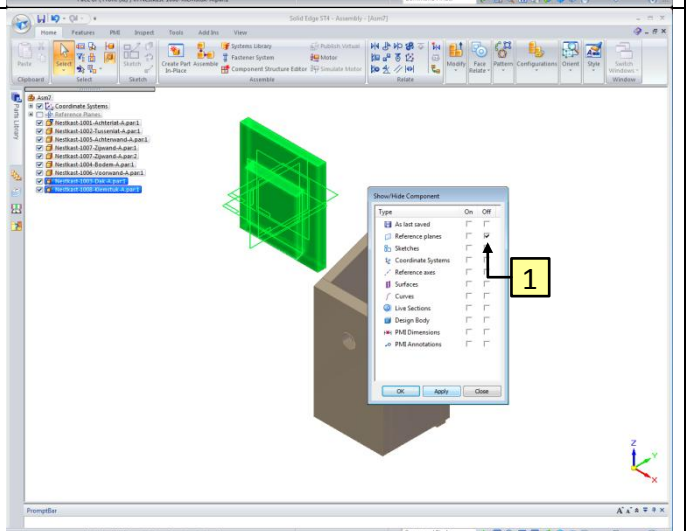 Solid Edge ST4 - Assembly - [Asm7]
Home Features PMI Inspect Tools Add Ins View
Paste
Select
Sketch
Create Part In-Place
Assemble
Systems Library
Fastener System
Component Structure Editor
Publish Virtual
Motor
Simulate Motor
Modify
Face Relate
Pattern
Configurations
Orient
Style
Switch Windows
Clipboard Select Sketch Assemble Relate Window
Parts Library
Asm7
Coordinate Systems
Reference Planes
Nestkast-1001-Achterlat-A.par:1
Nestkast-1002-Tussenlat-A.par:1
Nestkast-1005-Achterwand-A.par:1
Nestkast-1007-Zijwand-A.par:1
Nestkast-1007-Zijwand-A.par:2
Nestkast-1004-Bodem-A.par:1
Nestkast-1006-Voorwand-A.par:1
Nestkast-1003-Dak-A.par:1
Nestkast-1008-Klemstuk-A.par:1
Show/Hide Component
Type On Off
As last saved
Reference planes
Sketches
Coordinate Systems
Reference axes
Surfaces
Curves
Live Sections
Design Body
PMI Dimensions
PMI Annotations
OK Apply Close
1
Z
Y
X
PromptBar